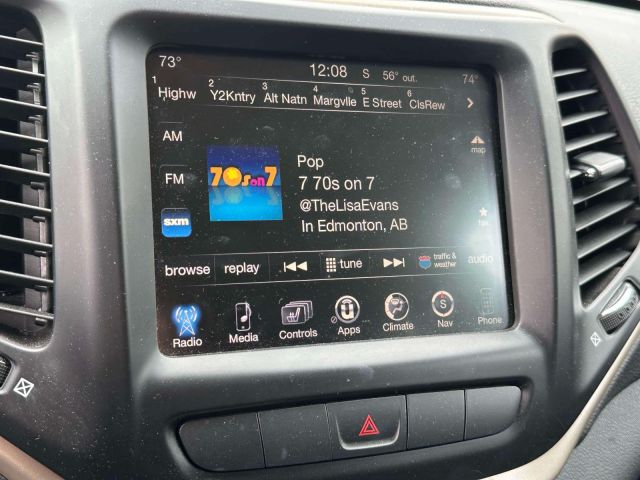 73° 12:08 S 56° out. 74°
1 Highw 2 Y2Kntry 3 Alt Natn 4 Margvlle 5 E Street 6 ClsRew
AM
FM
sxm
70s on 7
Pop
7 70s on 7
@TheLisaEvans
In Edmonton, AB
map
fav.
browse replay tune traffic & weather audio
Radio Media Controls Apps Climate S Nav Phone